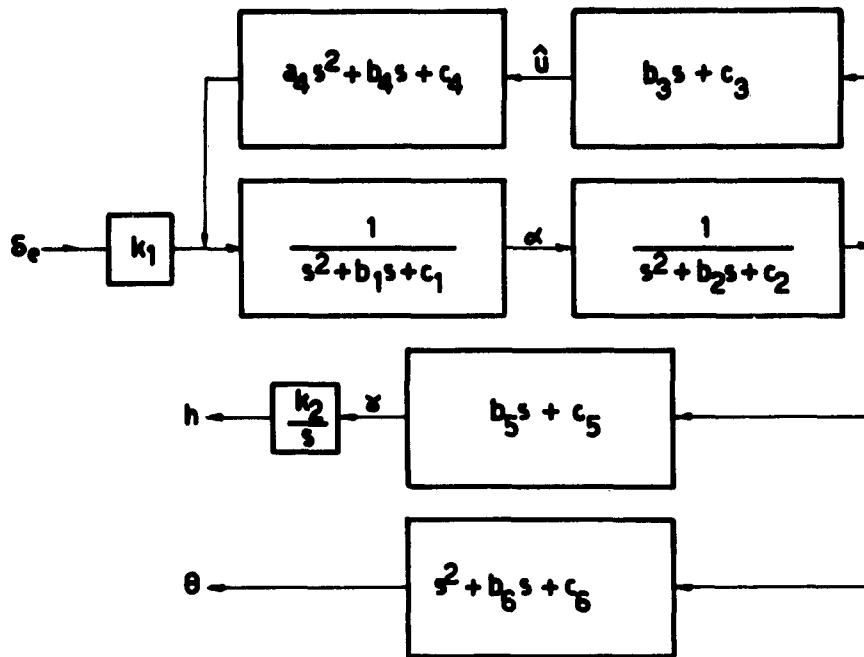 a₄s² + b₄s + c₄
û
b₃s + c₃
δₑ
k₁
1
s² + b₁s + c₁
α
1
s² + b₂s + c₂
h
k₂
s
γ
b₅s + c₅
θ
s² + b₆s + c₆